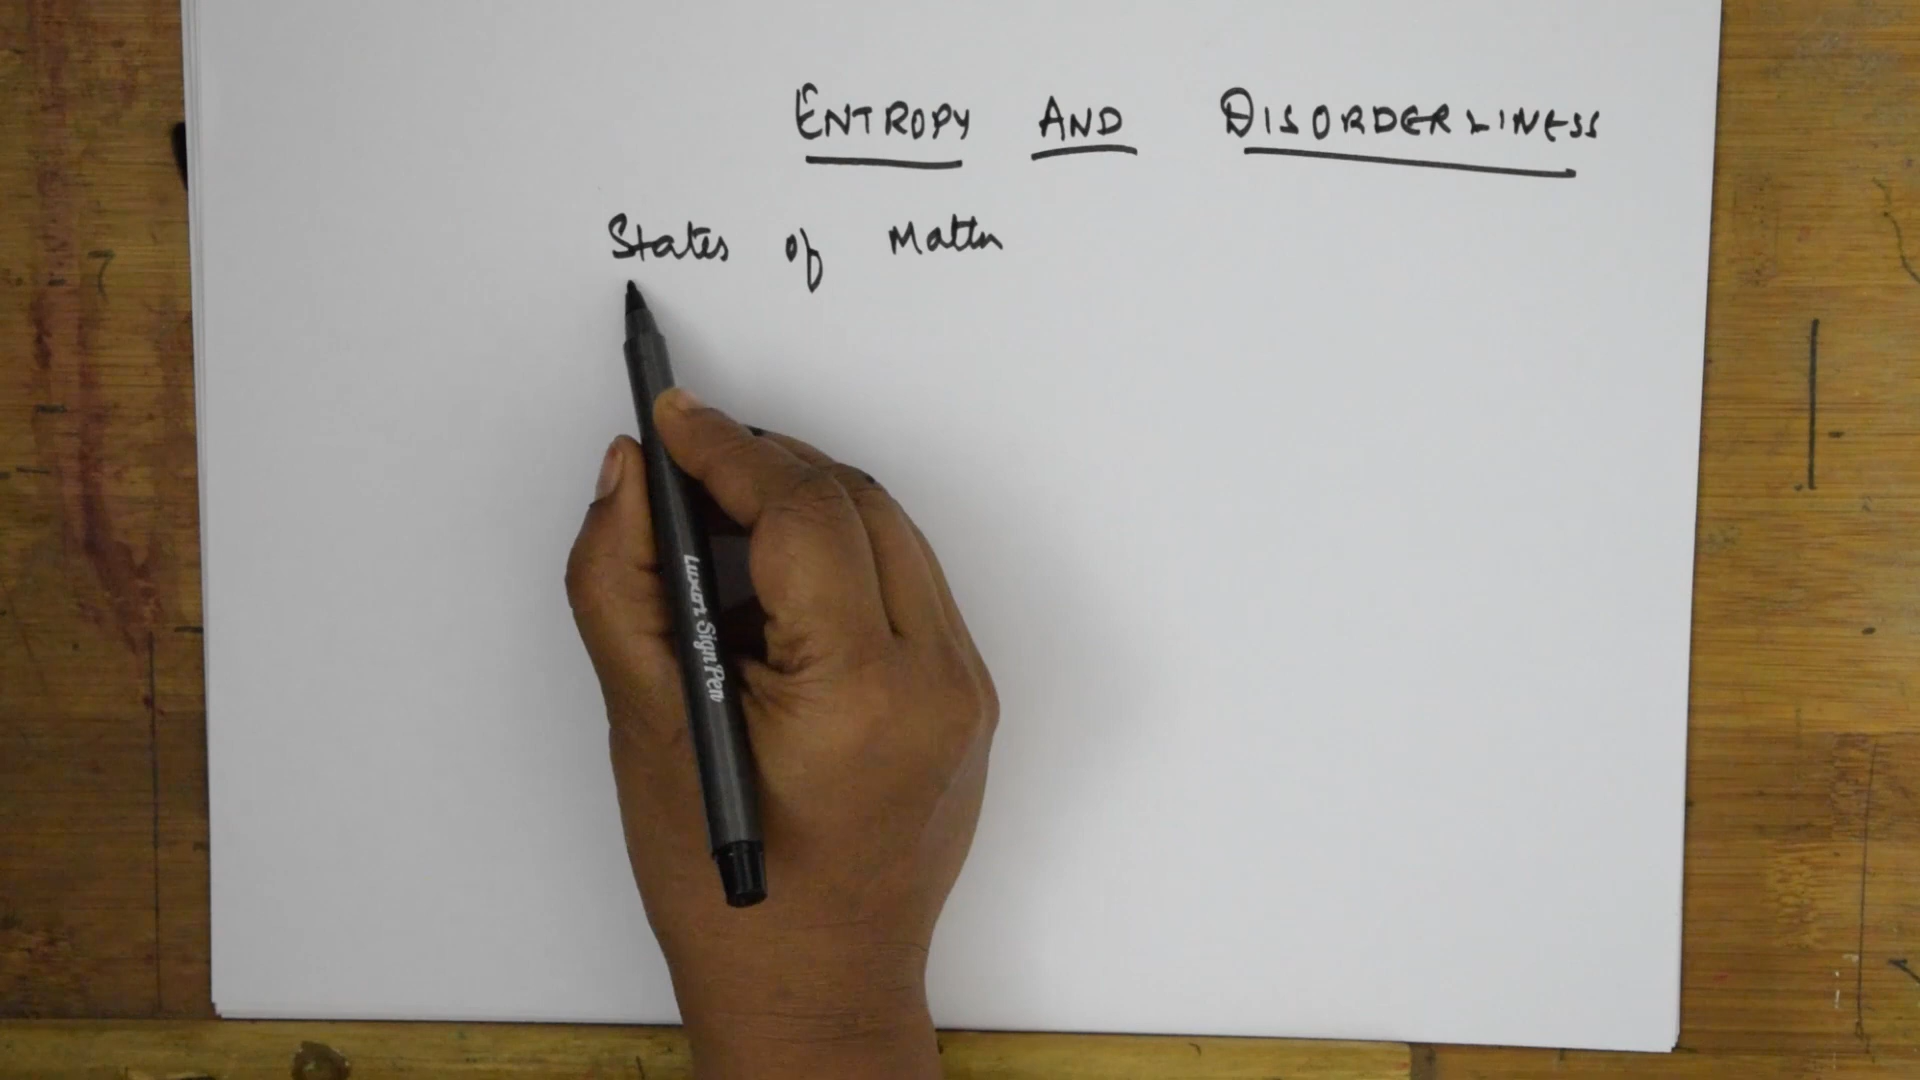 ENTROPY AND DISORDERLINESS
States of Matter
Luxor Sign Pen